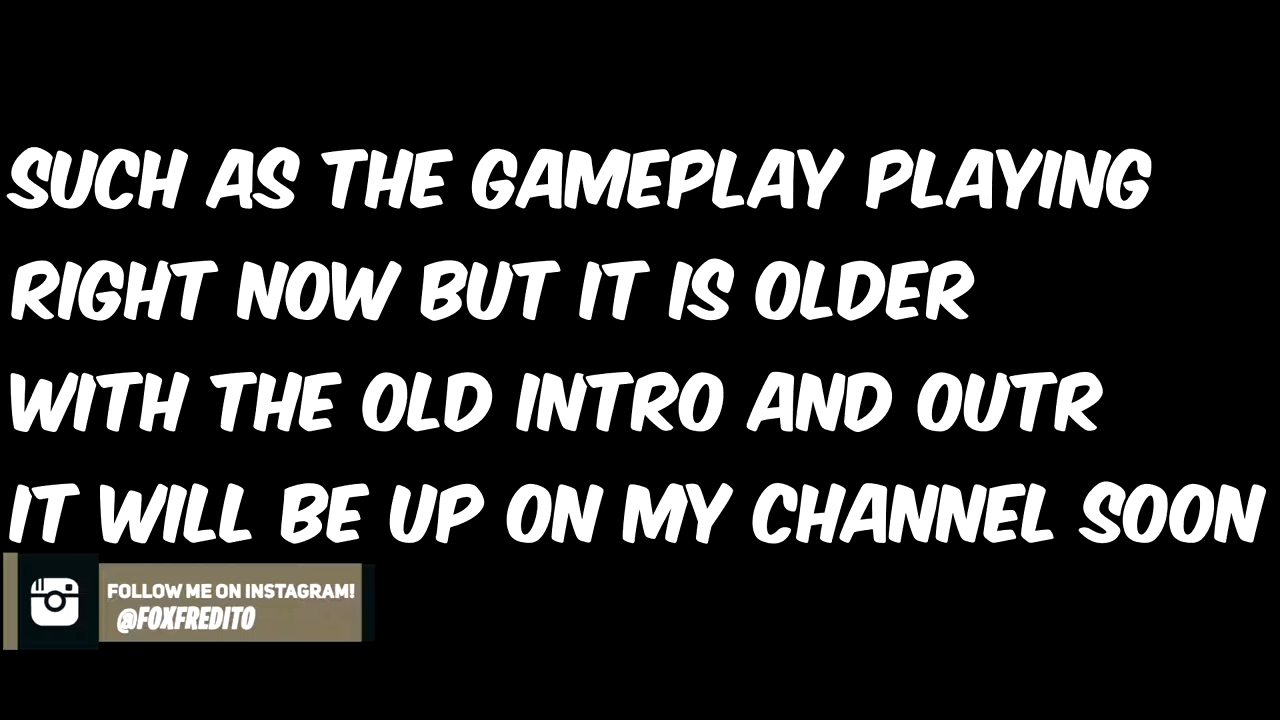 SUCH AS THE GAMEPLAY PLAYING
RIGHT NOW BUT IT IS OLDER
WITH THE OLD INTRO AND OUTR
IT WILL BE UP ON MY CHANNEL SOON
FOLLOW ME ON INSTAGRAM!
@FOXFREDITO